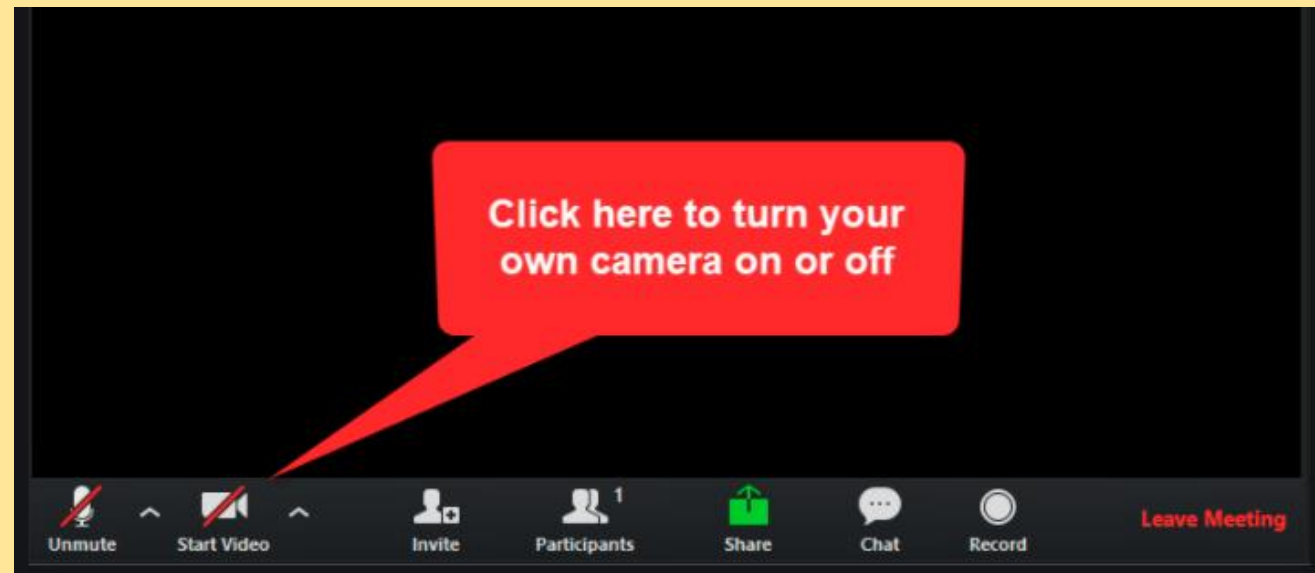 Click here to turn your
own camera on or off
1
Unmute
Start Video
Invite
Participants
Share
Chat
Record
Leave Meeting